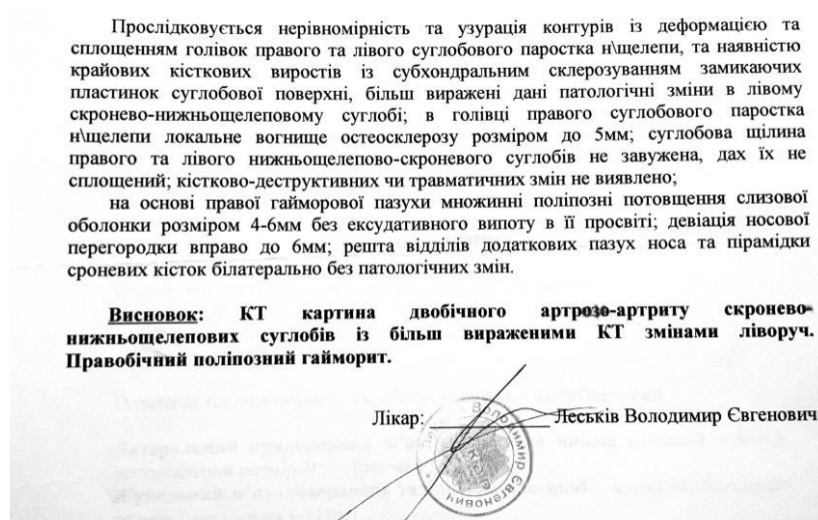 Прослідковується нерівномірність та узурація контурів із деформацією та
сплощенням голівок правого та лівого суглобового паростка н\щелепи, та наявністю
крайових кісткових виростів із субхондральним склерозуванням замикаючих
пластинок суглобової поверхні, більш виражені дані патологічні зміни в лівому
скронево-нижньощелеповому суглобі; в голівці правого суглобового паростка
н\щелепи локальне вогнище остеосклерозу розміром до 5мм; суглобова щілина
правого та лівого нижньощелепово-скроневого суглобів не завужена, дах їх не
сплощений; кістково-деструктивних чи травматичних змін не виявлено;
на основі правої гайморової пазухи множинні поліпозні потовщення слизової
оболонки розміром 4-6мм без ексудативного випоту в її просвіті; девіація носової
перегородки вправо до 6мм; решта відділів додаткових пазух носа та пірамідки
сроневих кісток білатерально без патологічних змін.
Висновок: КТ картина двобічного артрозо-артриту скронево-
нижньощелепових суглобів із більш вираженими КТ змінами ліворуч.
Правобічний поліпозний гайморит.
Лікар: Леськів Володимир Євгенович
Володимир Євгенович